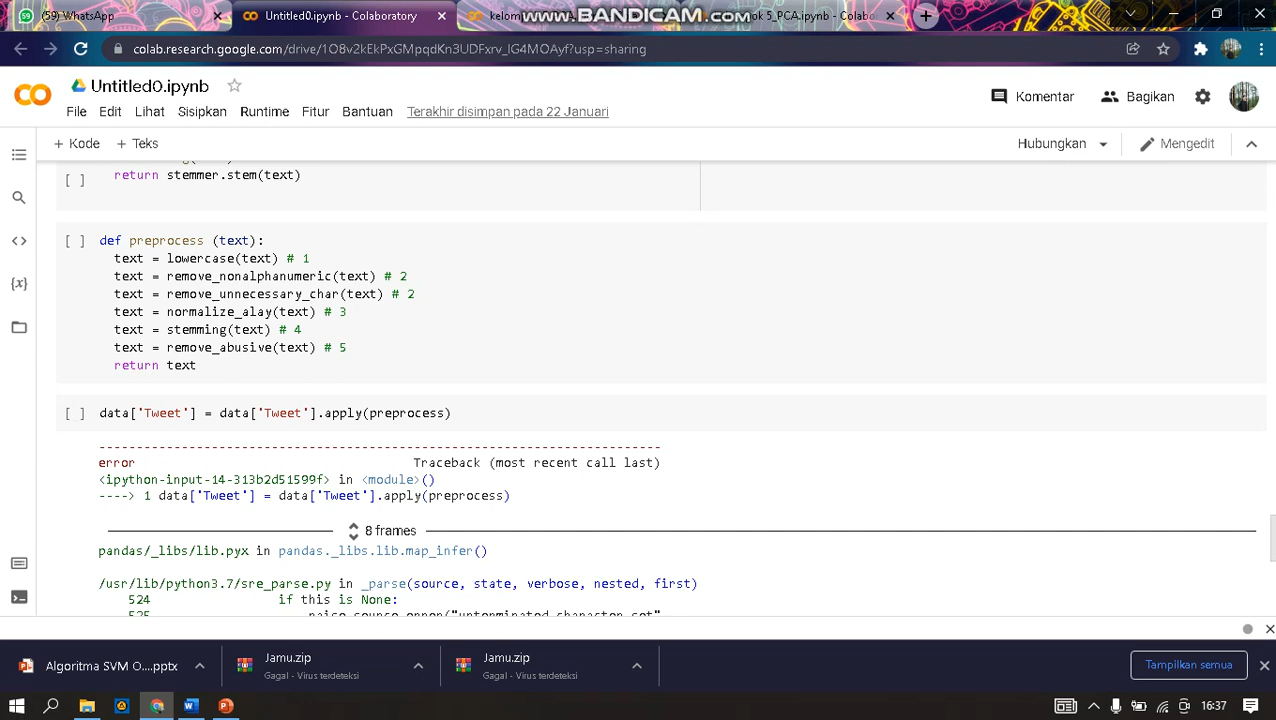 (59) WhatsApp
Untitled0.ipynb - Colaboratory
kelom
www.BANDICAM.com
k 5_PCA.ipynb - Colabo
colab.research.google.com/drive/1O8v2kEkPxGMpqdKn3UDFxrv_IG4MOAyf?usp=sharing
Untitled0.ipynb
File Edit Lihat Sisipkan Runtime Fitur Bantuan Terakhir disimpan pada 22 Januari
Komentar Bagikan
+ Kode + Teks
Hubungkan Mengedit
[ ] return stemmer.stem(text)
[ ] def preprocess (text):
text = lowercase(text) # 1
text = remove_nonalphanumeric(text) # 2
text = remove_unnecessary_char(text) # 2
text = normalize_alay(text) # 3
text = stemming(text) # 4
text = remove_abusive(text) # 5
return text
[ ] data['Tweet'] = data['Tweet'].apply(preprocess)
---------------------------------------------------------------------------
error Traceback (most recent call last)
<ipython-input-14-313b2d51599f> in <module>()
----> 1 data['Tweet'] = data['Tweet'].apply(preprocess)
8 frames
pandas/_libs/lib.pyx in pandas._libs.lib.map_infer()
/usr/lib/python3.7/sre_parse.py in _parse(source, state, verbose, nested, first)
524 if this is None:
525 raise source.error("unterminated character set"
Algoritma SVM O....pptx
Jamu.zip
Gagal - Virus terdeteksi
Jamu.zip
Gagal - Virus terdeteksi
Tampilkan semua
16:37